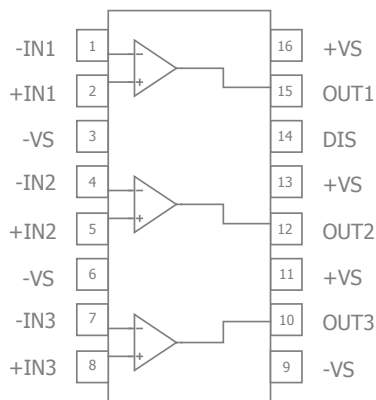 -IN1 1 - 16 +VS
+IN1 2 + 15 OUT1
-VS 3 14 DIS
-IN2 4 - 13 +VS
+IN2 5 + 12 OUT2
-VS 6 11 +VS
-IN3 7 - 10 OUT3
+IN3 8 + 9 -VS